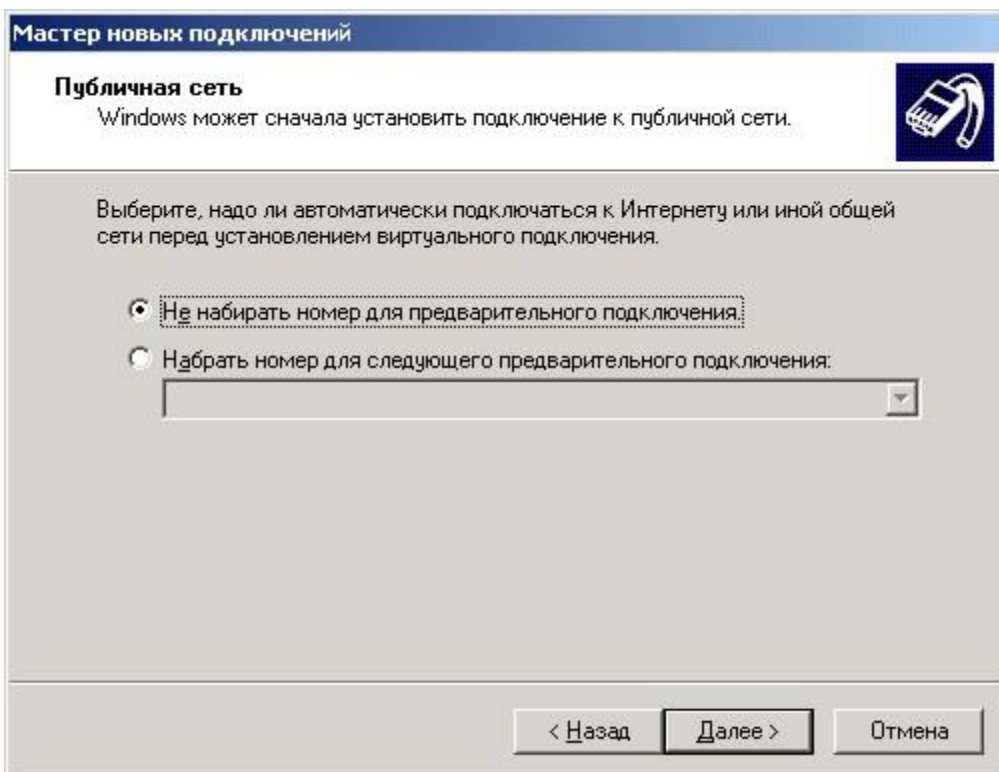 Мастер новых подключений
Публичная сеть
Windows может сначала установить подключение к публичной сети.
Выберите, надо ли автоматически подключаться к Интернету или иной общей
сети перед установлением виртуального подключения.
Не набирать номер для предварительного подключения.
Набрать номер для следующего предварительного подключения:
< Назад Далее > Отмена